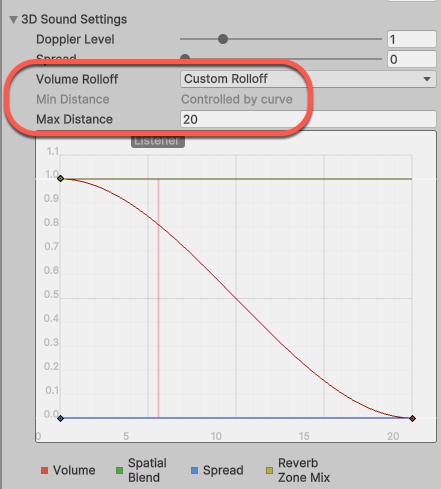 3D Sound Settings
Doppler Level 1
Spread 0
Volume Rolloff Custom Rolloff
Min Distance Controlled by curve
Max Distance 20
Listener
1.1
1.0
0.9
0.8
0.7
0.6
0.5
0.4
0.3
0.2
0.1
0.0
0 5 10 15 20
Volume Spatial Blend Spread Reverb Zone Mix